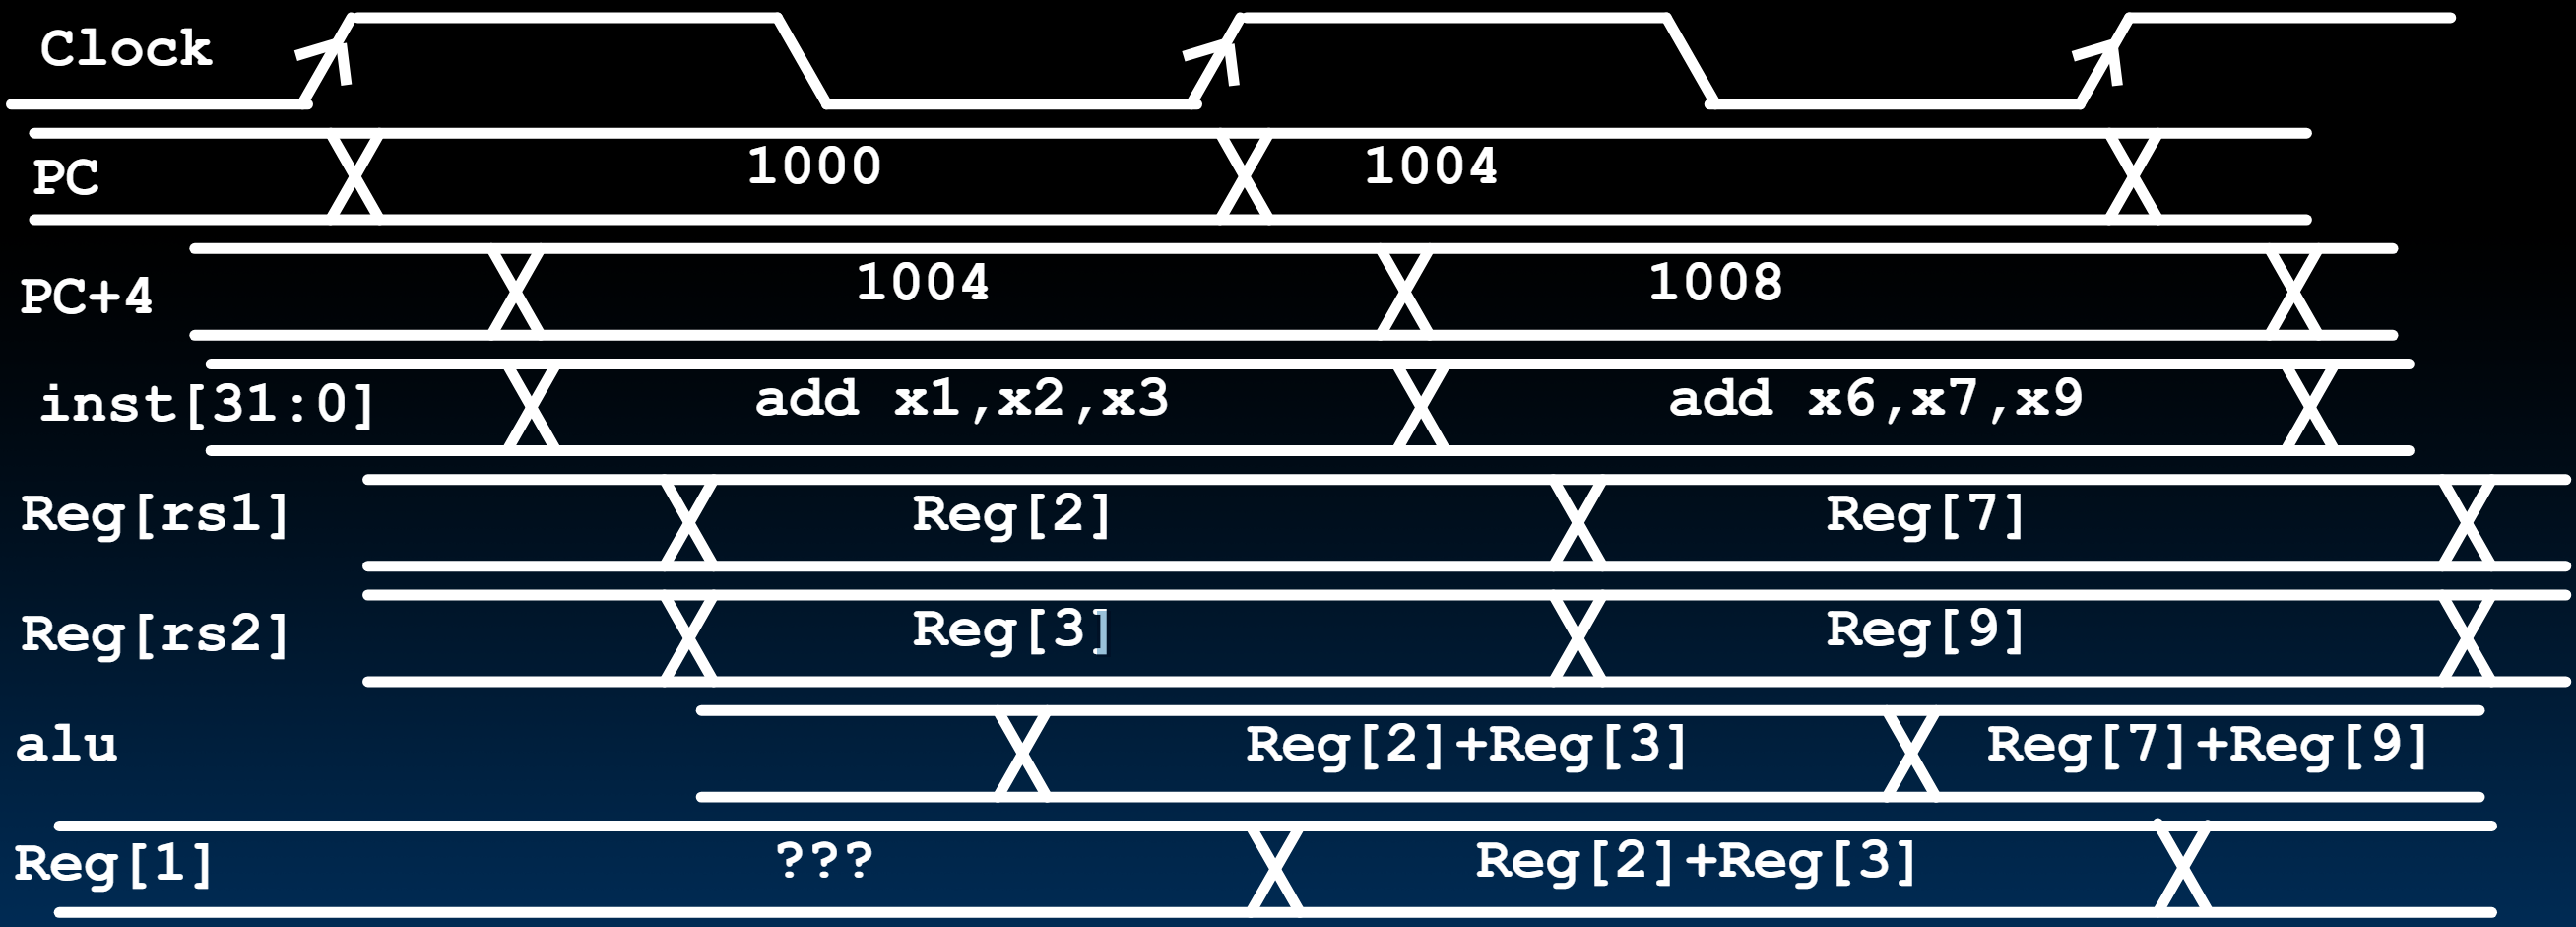 Clock
PC 1000 1004
PC+4 1004 1008
inst[31:0] add x1,x2,x3 add x6,x7,x9
Reg[rs1] Reg[2] Reg[7]
Reg[rs2] Reg[3] Reg[9]
alu Reg[2]+Reg[3] Reg[7]+Reg[9]
Reg[1] ??? Reg[2]+Reg[3]